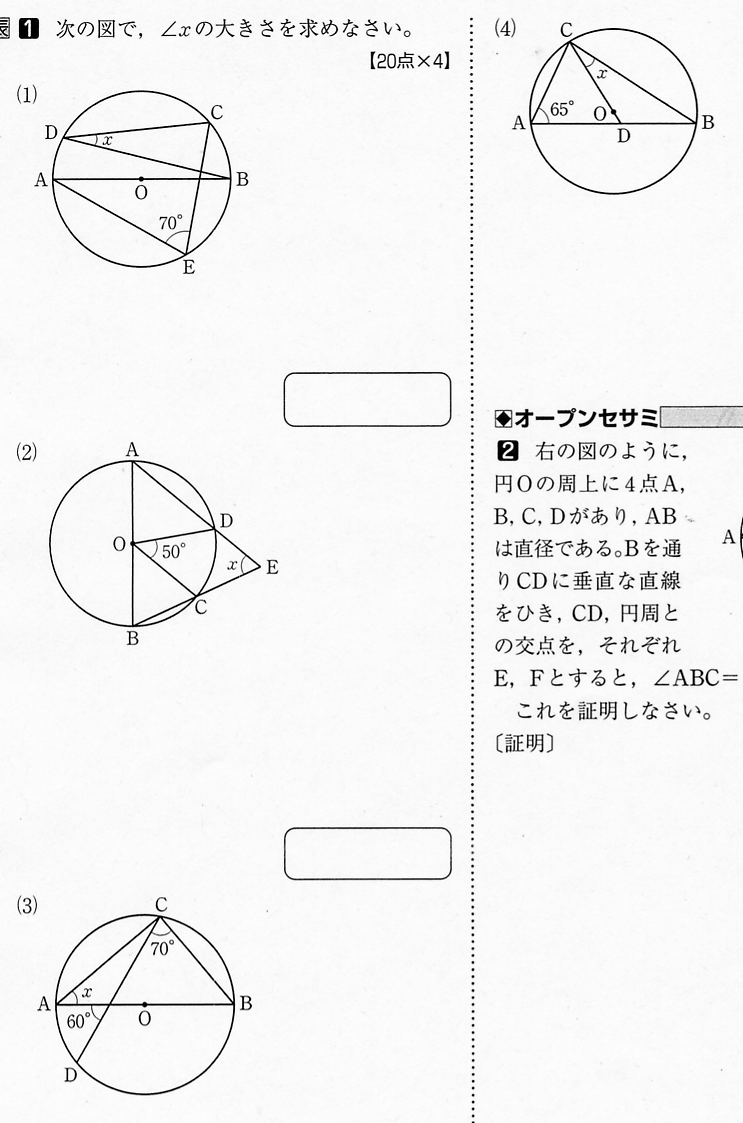 1 次の図で，∠xの大きさを求めなさい。
【20点×4】
(1)
C
D
x
A
B
O
70°
E
(2)
A
D
O
50°
x
E
C
B
(3)
C
70°
x
A
B
60°
O
D
(4)
C
x
65°
O
A
B
D
オープンセサミ
2 右の図のように，
円Oの周上に4点A,
B, C, Dがあり, AB
は直径である。Bを通
りCDに垂直な直線
をひき, CD, 円周と
の交点を，それぞれ
E，Fとすると，∠ABC＝
これを証明しなさい。
〔証明〕
A